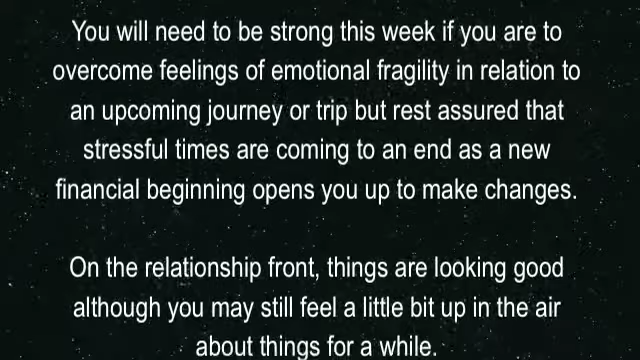 You will need to be strong this week if you are to
overcome feelings of emotional fragility in relation to
an upcoming journey or trip but rest assured that
stressful times are coming to an end as a new
financial beginning opens you up to make changes.
On the relationship front, things are looking good
although you may still feel a little bit up in the air
about things for a while.